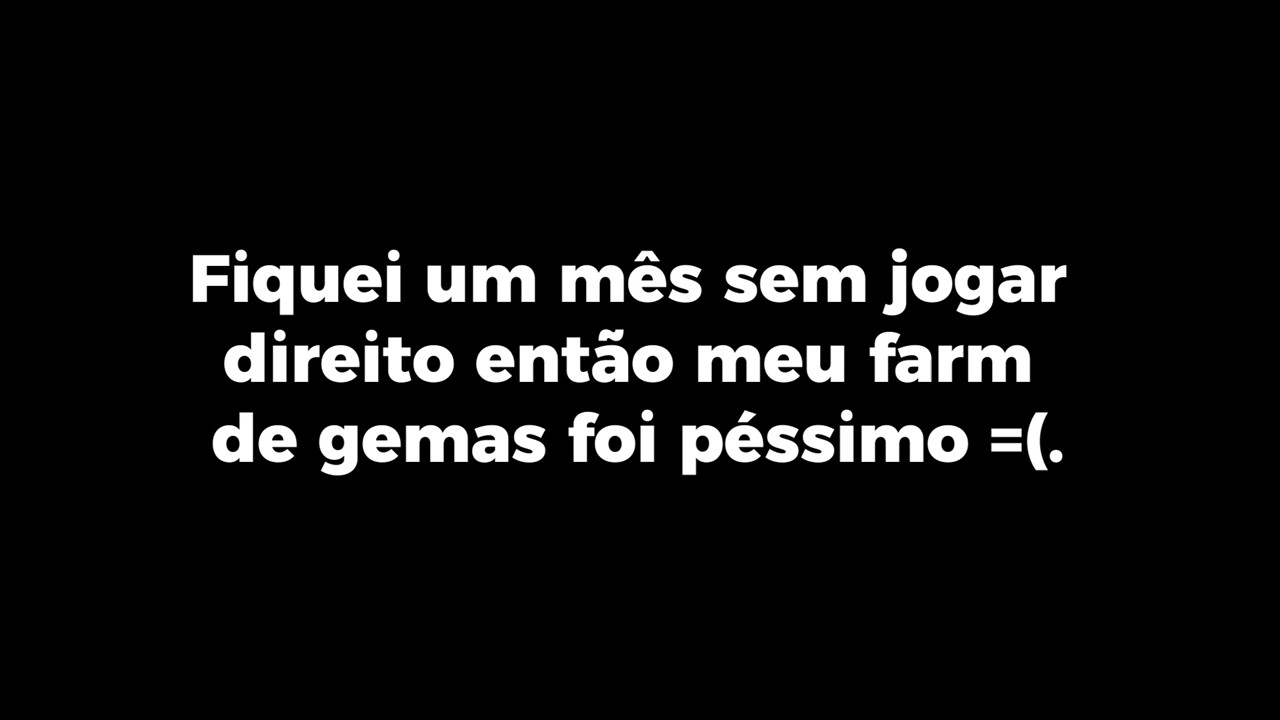 Fiquei um mês sem jogar
direito então meu farm
de gemas foi péssimo =(.